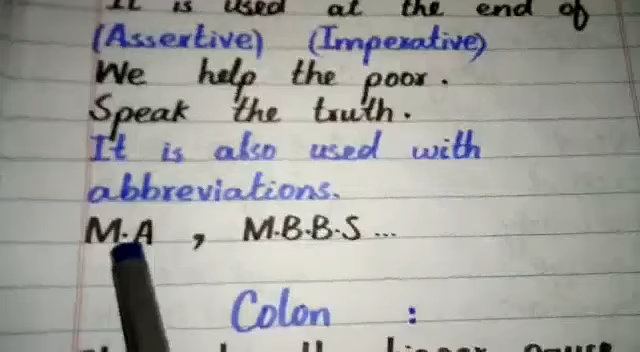 It is used at the end of
(Assertive) (Imperative)
We help the poor.
Speak the truth.
It is also used with
abbreviations.
M.A , M.B.B.S ...
Colon :